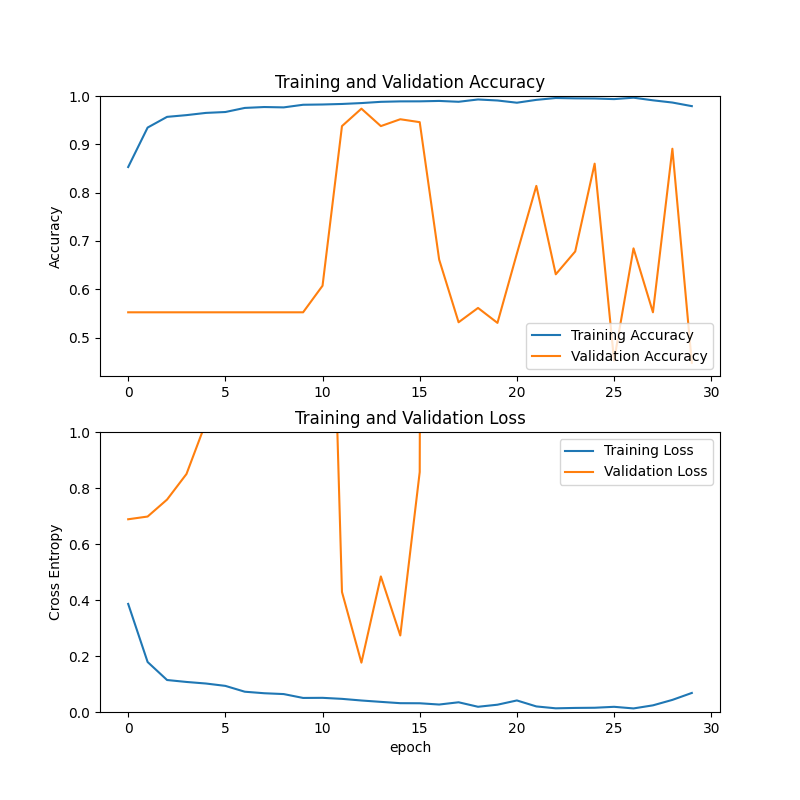 Training and Validation Accuracy
1.0
0.9
0.8
0.7
0.6
0.5
Accuracy
Training Accuracy
Validation Accuracy
0 5 10 15 20 25 30
Training and Validation Loss
1.0
0.8
0.6
0.4
0.2
0.0
Cross Entropy
Training Loss
Validation Loss
0 5 10 15 20 25 30
epoch